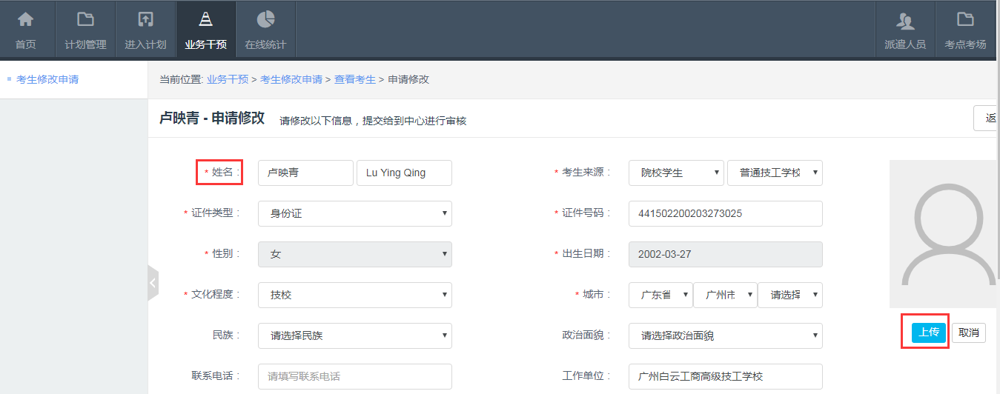 首页 计划管理 进入计划 业务干预 在线统计 派遣人员 考点考场
考生修改申请
当前位置: 业务干预 > 考生修改申请 > 查看考生 > 申请修改
卢映青 - 申请修改 请修改以下信息，提交给到中心进行审核 返
* 姓名： 卢映青 Lu Ying Qing * 考生来源： 院校学生 普通技工学校
* 证件类型： 身份证 * 证件号码： 441502200203273025
* 性别： 女 * 出生日期： 2002-03-27
* 文化程度： 技校 * 城市： 广东省 广州市 请选择
民族： 请选择民族 政治面貌： 请选择政治面貌 上传 取消
联系电话： 请填写联系电话 工作单位： 广州白云工商高级技工学校